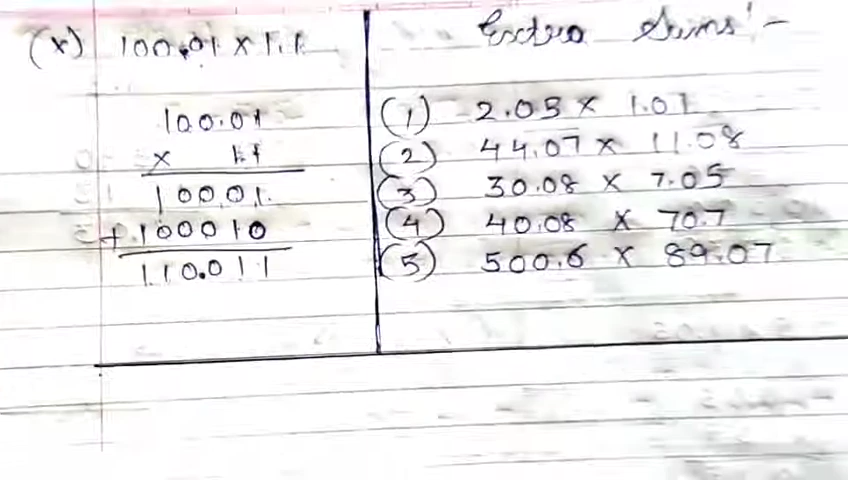 (x) 100.01 x 1.1
100.01
x 1.1
10001
+100010
110.011
Extra Sums:-
(1) 2.05 x 1.01
(2) 44.07 x 11.08
(3) 30.08 x 7.05
(4) 40.08 x 70.7
(5) 500.6 x 89.07